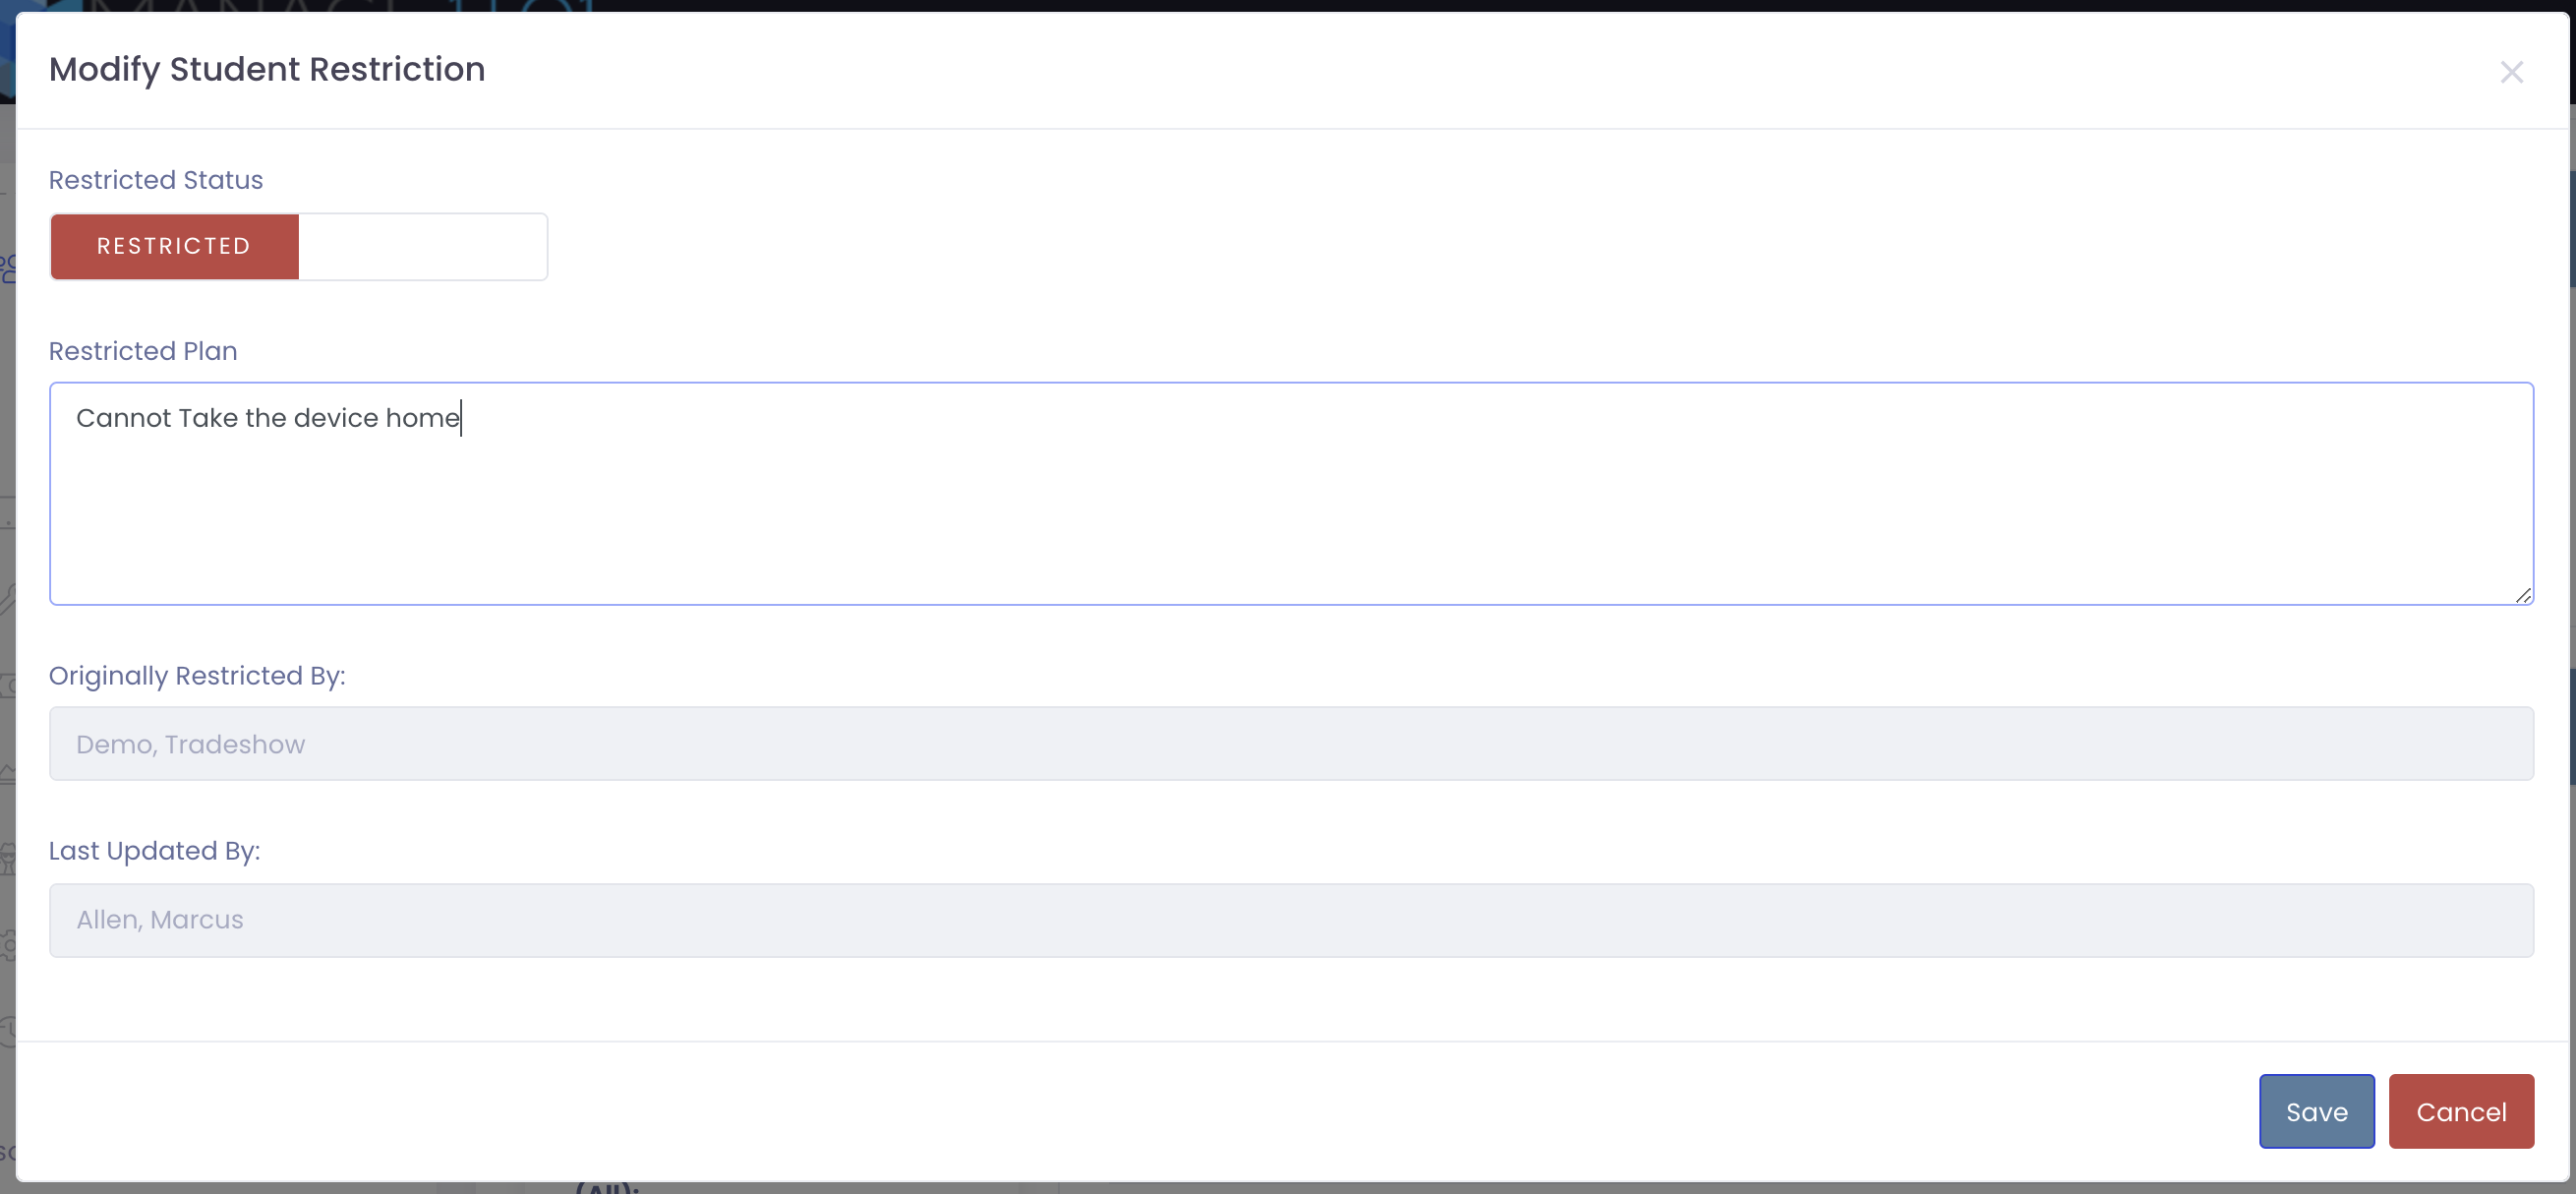 Modify Student Restriction
Restricted Status
RESTRICTED
Restricted Plan
Cannot Take the device home
Originally Restricted By:
Demo, Tradeshow
Last Updated By:
Allen, Marcus
Save
Cancel
(All):